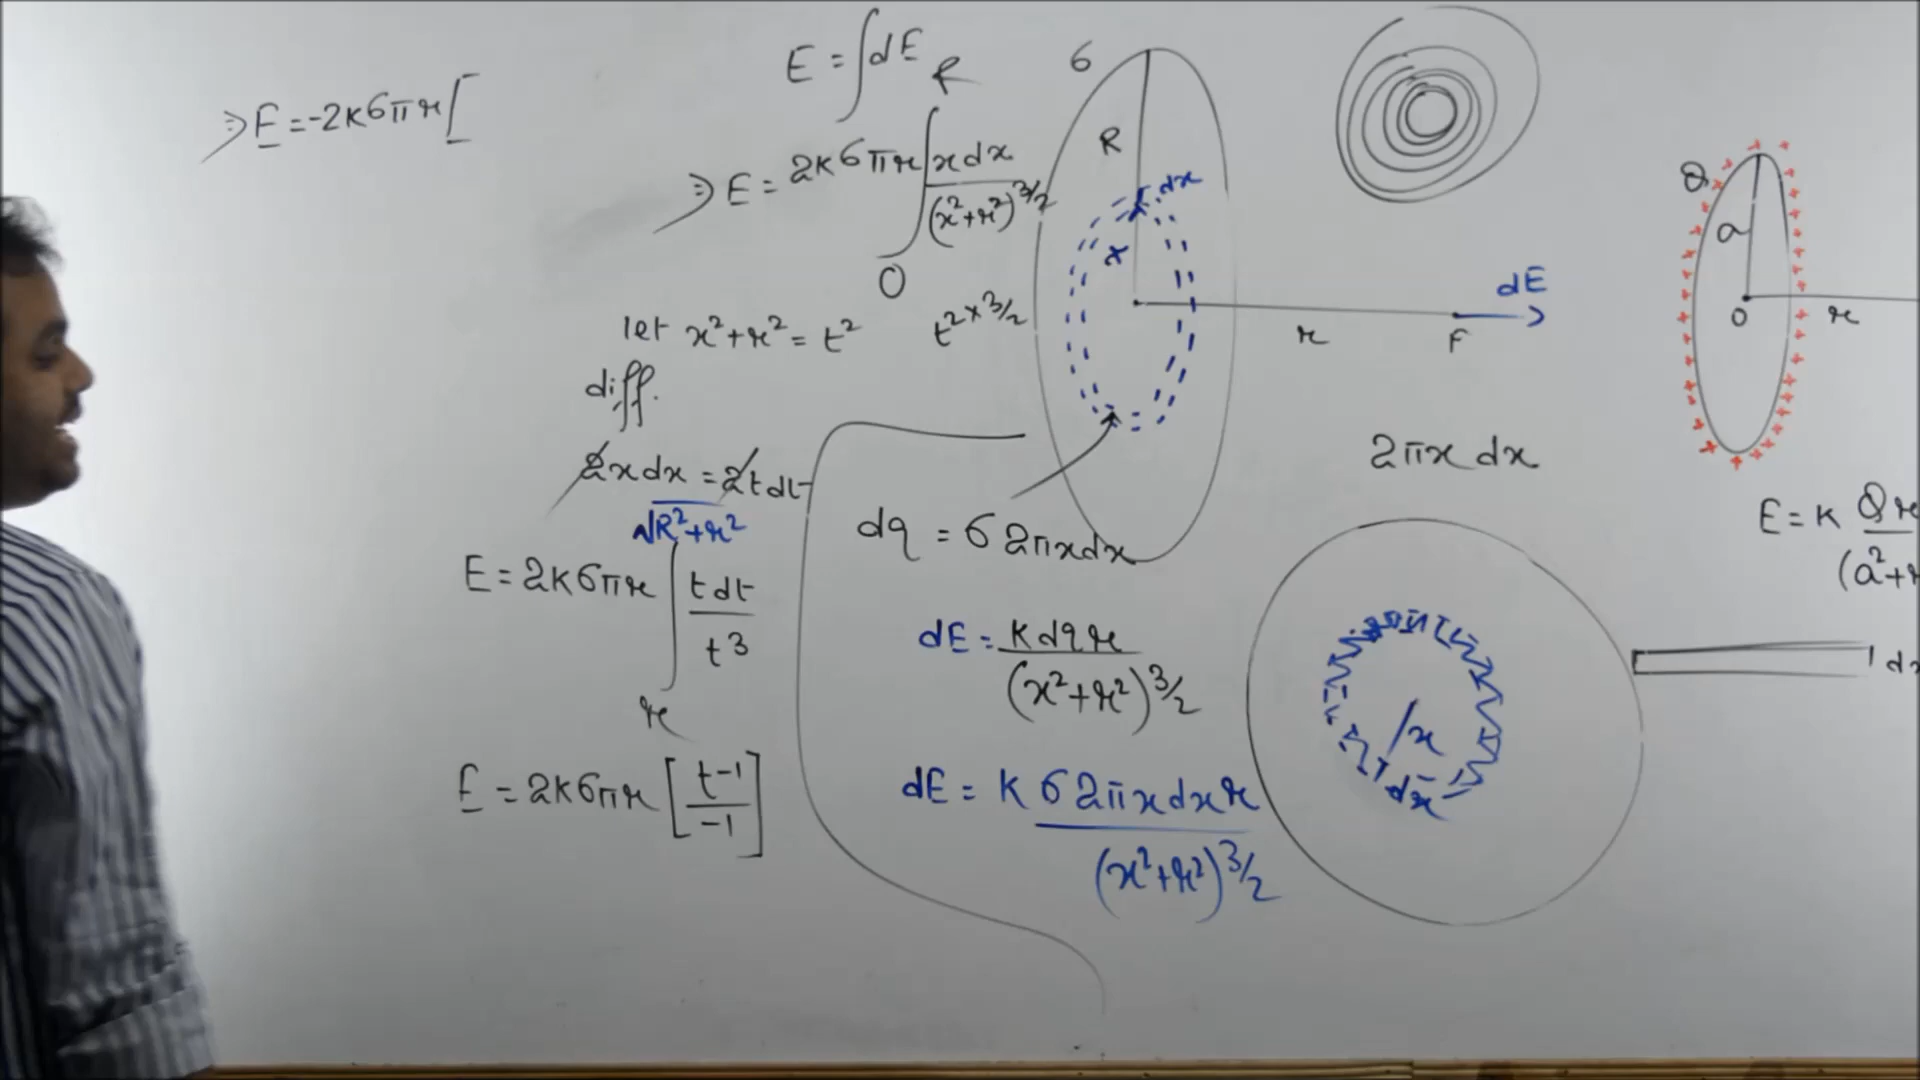 ⇒ E = -2Kσπr [
E = ∫dE
R
⇒ E = 2Kσπr ∫ x dx
(x²+r²)^3/2
0
let x²+r² = t²
t^2×3/2
diff.
2x dx = 2t dt
√R²+r²
E = 2Kσπr ∫ t dt
t³
r
E = 2Kσπr [ t-1
-1 ]
σ
R
dx
x
r
P
dE
dq = σ 2πx dx
dE = K dq r
(x²+r²)^3/2
dE = K σ 2πx dx r
(x²+r²)^3/2
2πx dx
x
dx
Q
a
O
r
E = K Qr
(a²+r
dx